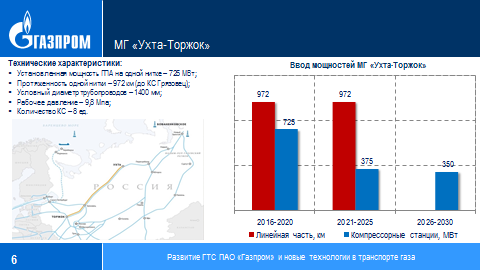 ГАЗПРОМ
МГ «Ухта-Торжок»
Технические характеристики:
Установленная мощность ГПА на одной нитке – 725 МВт;
Протяженность одной нитки – 972 км (до КС Грязовец);
Условный диаметр трубопроводов – 1400 мм;
Рабочее давление – 9,8 Мпа;
Количество КС – 8 ед.
УХТА
РОССИЯ
ТОРЖОК
Ввод мощностей МГ «Ухта-Торжок»
972
725
972
375
350
2016-2020
2021-2025
2026-2030
Линейная часть, км
Компрессорные станции, МВт
6
Развитие ГТС ПАО «Газпром» и новые технологии в транспорте газа